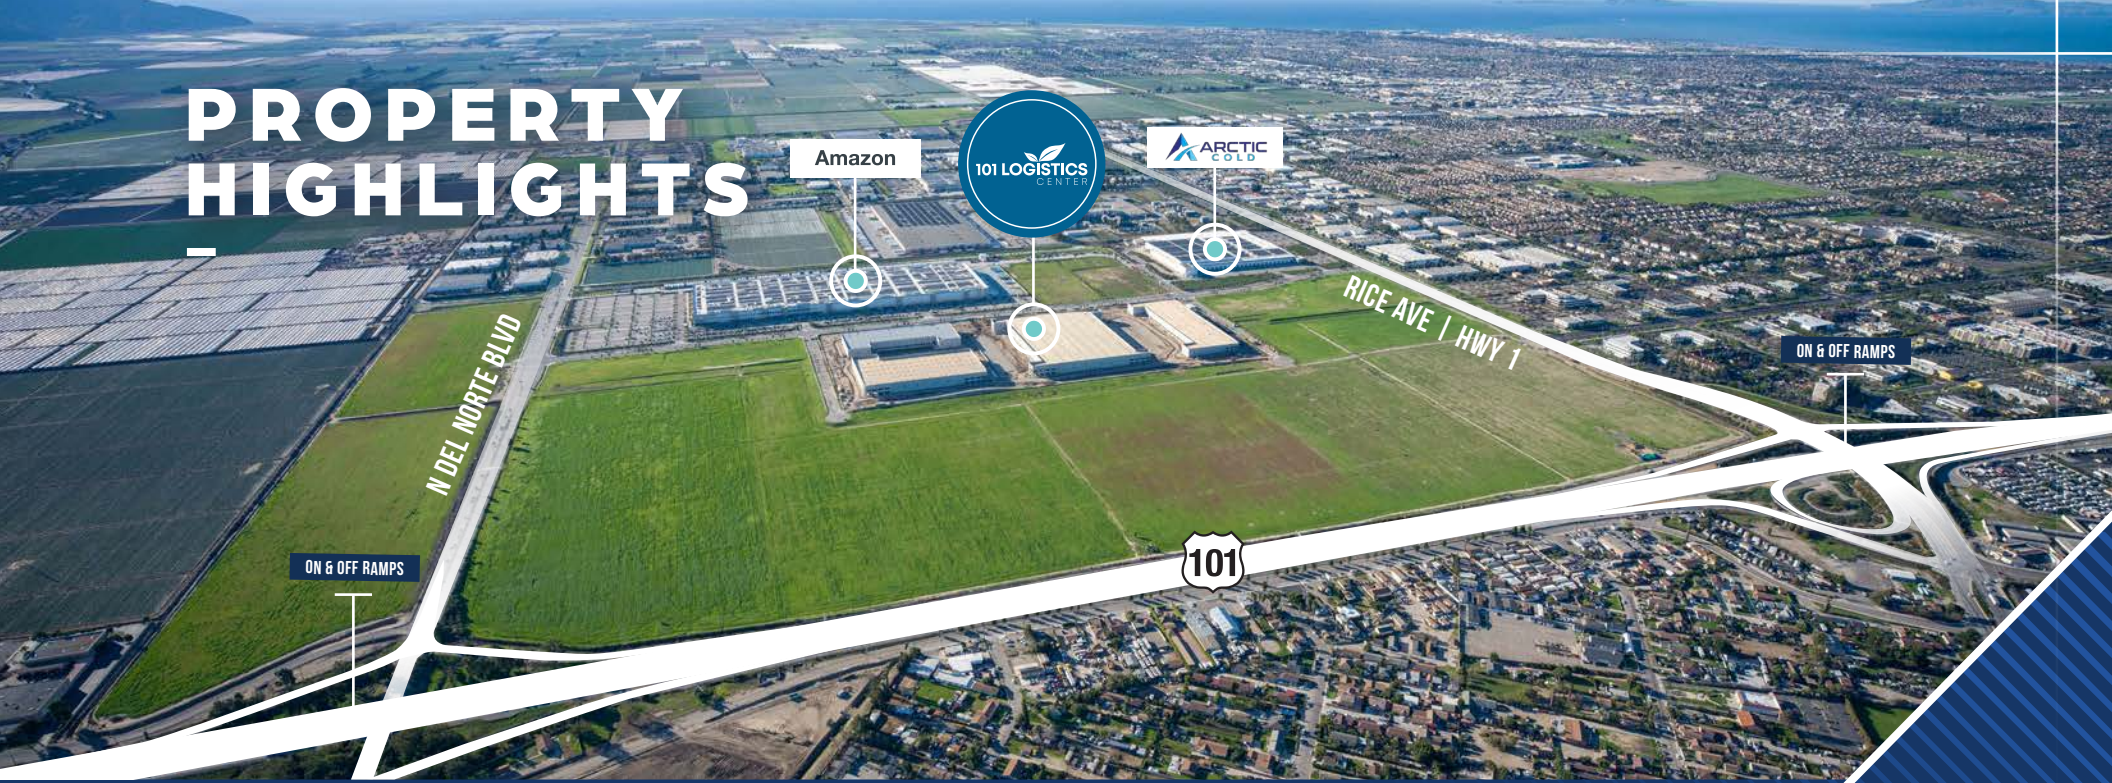 PROPERTY
HIGHLIGHTS
Amazon
101 LOGISTICS
CENTER
ARCTIC
COLD
N DEL NORTE BLVD
RICE AVE | HWY 1
ON & OFF RAMPS
ON & OFF RAMPS
101